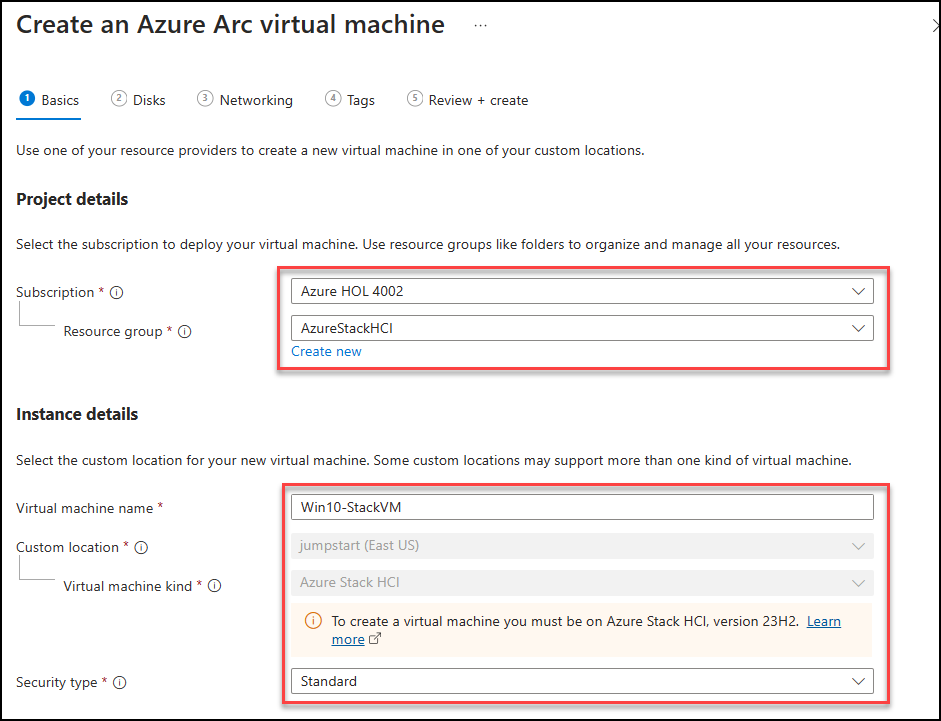 Create an Azure Arc virtual machine ...
1 Basics 2 Disks 3 Networking 4 Tags 5 Review + create
Use one of your resource providers to create a new virtual machine in one of your custom locations.
Project details
Select the subscription to deploy your virtual machine. Use resource groups like folders to organize and manage all your resources.
Subscription * Azure HOL 4002
Resource group * AzureStackHCI
Create new
Instance details
Select the custom location for your new virtual machine. Some custom locations may support more than one kind of virtual machine.
Virtual machine name * Win10-StackVM
Custom location * jumpstart (East US)
Virtual machine kind * Azure Stack HCI
To create a virtual machine you must be on Azure Stack HCI, version 23H2. Learn
more
Security type * Standard